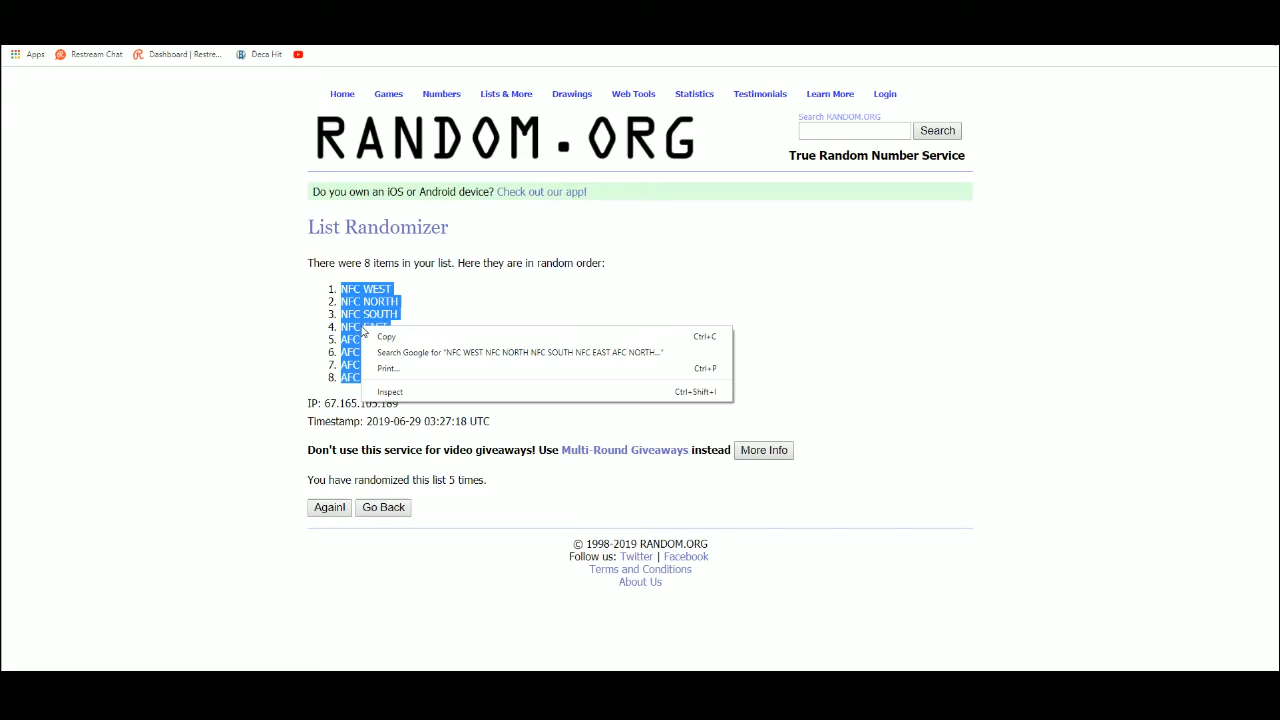 Apps Restream Chat Dashboard | Restre... Deca Hit
Home Games Numbers Lists & More Drawings Web Tools Statistics Testimonials Learn More Login
Search RANDOM.ORG
RANDOM.ORG
Search
True Random Number Service
Do you own an iOS or Android device? Check out our app!
List Randomizer
There were 8 items in your list. Here they are in random order:
1. NFC WEST
2. NFC NORTH
3. NFC SOUTH
4. NFC EAST
5. AFC
6. AFC
7. AFC
8. AFC
Copy Ctrl+C
Search Google for "NFC WEST NFC NORTH NFC SOUTH NFC EAST AFC NORTH..."
Print... Ctrl+P
Inspect Ctrl+Shift+I
IP: 67.165.105.189
Timestamp: 2019-06-29 03:27:18 UTC
Don't use this service for video giveaways! Use Multi-Round Giveaways instead More Info
You have randomized this list 5 times.
Again! Go Back
© 1998-2019 RANDOM.ORG
Follow us: Twitter | Facebook
Terms and Conditions
About Us